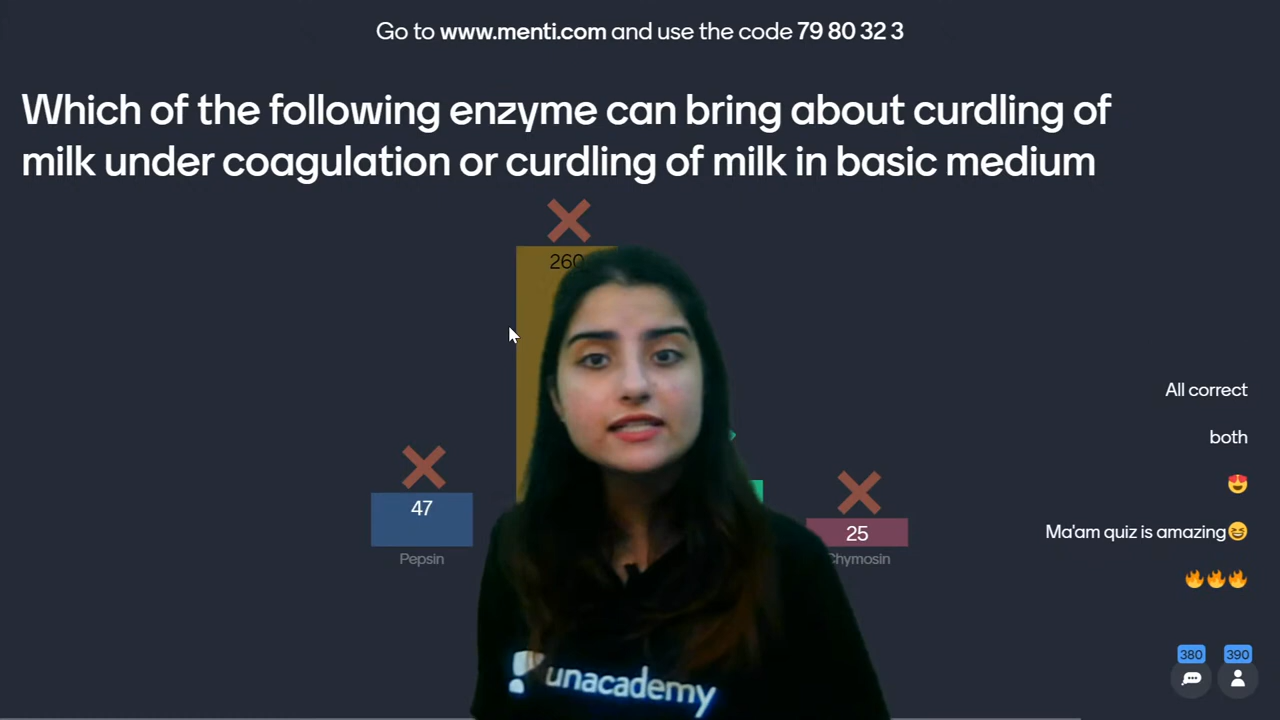 Go to www.menti.com and use the code 79 80 32 3
Which of the following enzyme can bring about curdling of
milk under coagulation or curdling of milk in basic medium
260
All correct
both
47
Ma'am quiz is amazing😆
25
Pepsin
Chymosin
🔥🔥🔥
380
390
unacademy